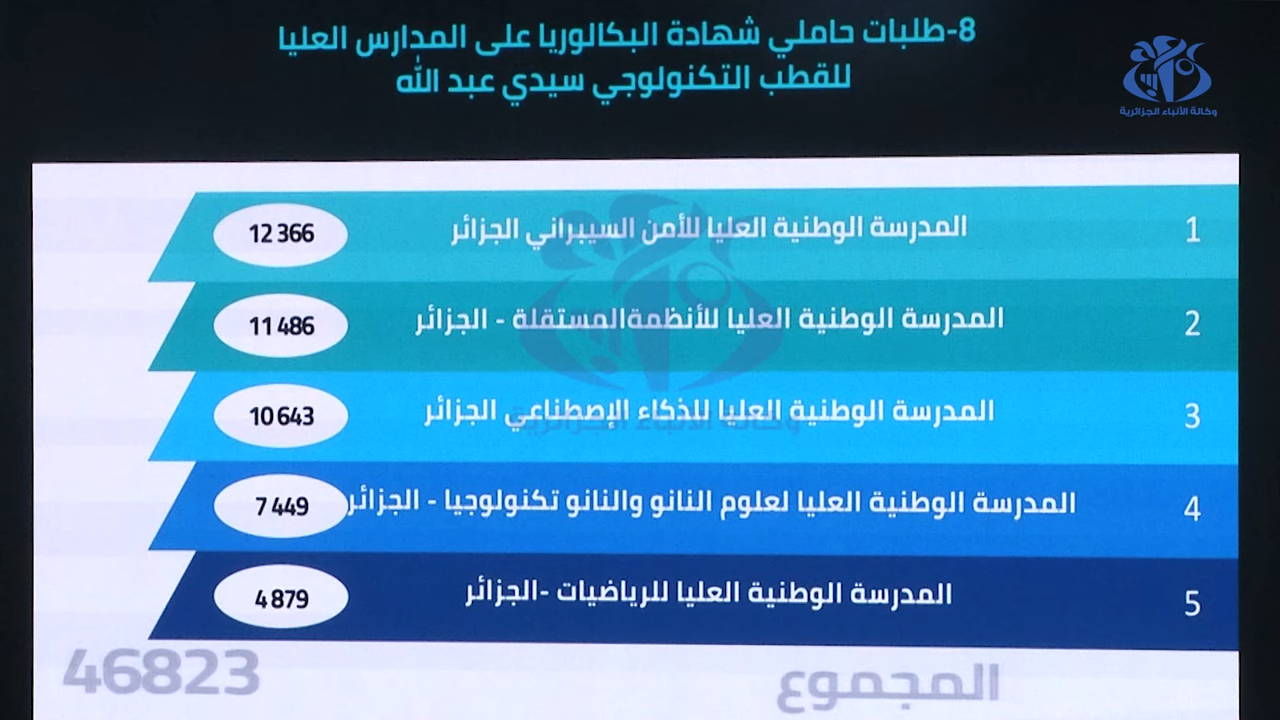 8-طلبات حاملي شهادة البكالوريا على المدارس العليا
للقطب التكنولوجي سيدي عبد الله
وكالة الأنباء الجزائرية
1 المدرسة الوطنية العليا للأمن السيبراني الجزائر 12 366
2 المدرسة الوطنية العليا للأنظمةالمستقلة - الجزائر 11 486
3 المدرسة الوطنية العليا للذكاء الإصطناعي الجزائر 10 643
وكالة الأنباء الجزائرية
4 المدرسة الوطنية العليا لعلوم النانو والنانو تكنولوجيا - الجزائر 7 449
5 المدرسة الوطنية العليا للرياضيات -الجزائر 4 879
المجموع 46823